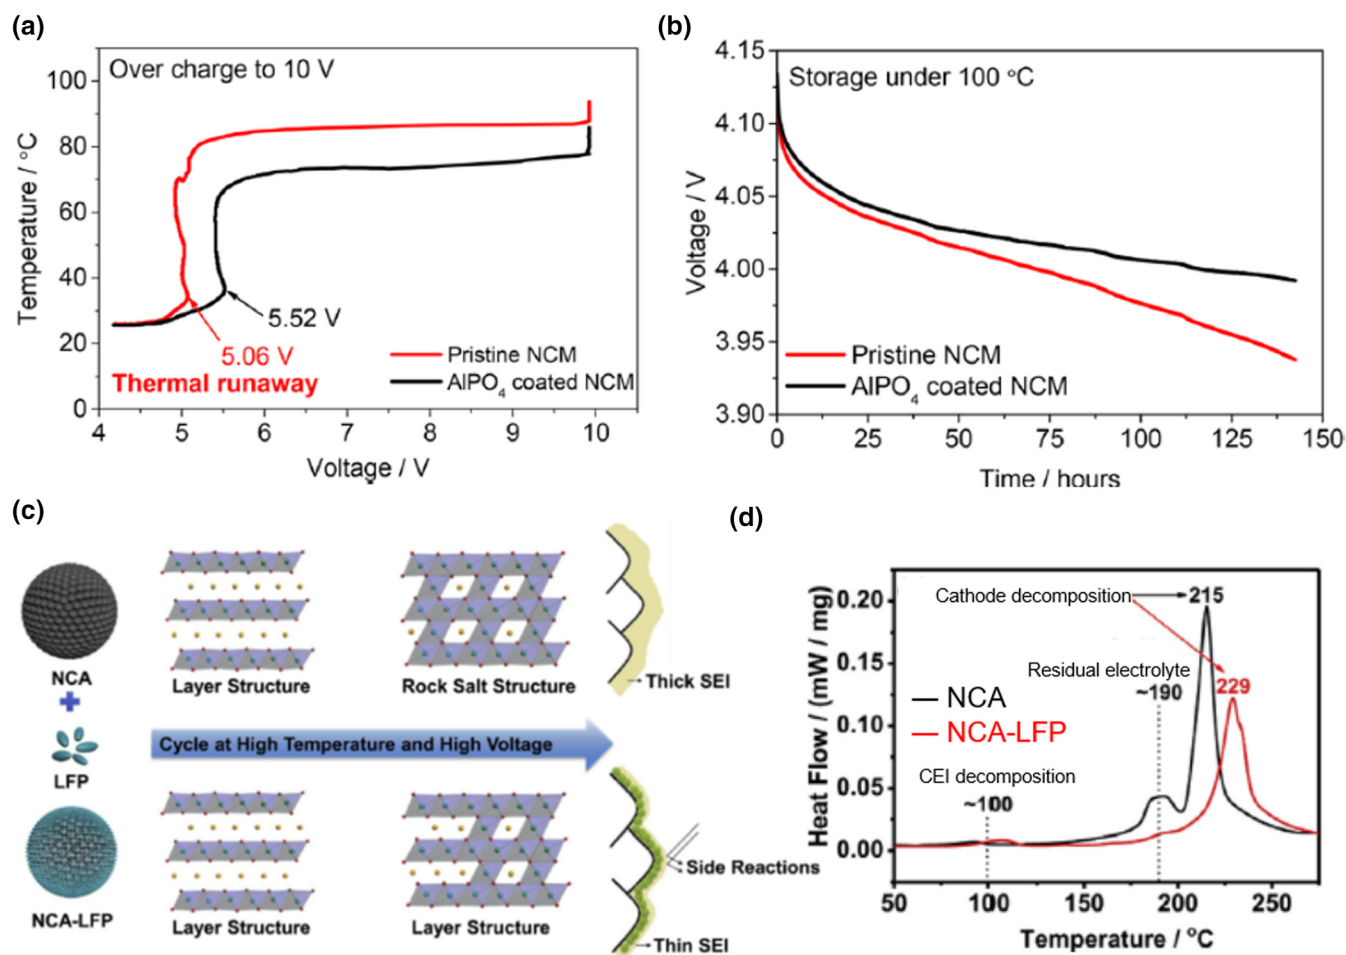 (a)
Over charge to 10 V
Temperature / °C
100
80
60
40
20
0
5.52 V
5.06 V
Thermal runaway
Pristine NCM
AlPO₄ coated NCM
4 5 6 7 8 9 10
Voltage / V
(b)
Storage under 100 °C
Voltage / V
4.15
4.10
4.05
4.00
3.95
3.90
Pristine NCM
AlPO₄ coated NCM
0 25 50 75 100 125 150
Time / hours
(c)
NCA
LFP
NCA-LFP
Layer Structure
Rock Salt Structure
Thick SEI
Cycle at High Temperature and High Voltage
Side Reactions
Layer Structure
Layer Structure
Thin SEI
(d)
Heat Flow / (mW / mg)
0.20
0.15
0.10
0.05
0.00
Cathode decomposition
215
Residual electrolyte
~190
229
NCA
NCA-LFP
CEI decomposition
~100
50 100 150 200 250
Temperature / °C